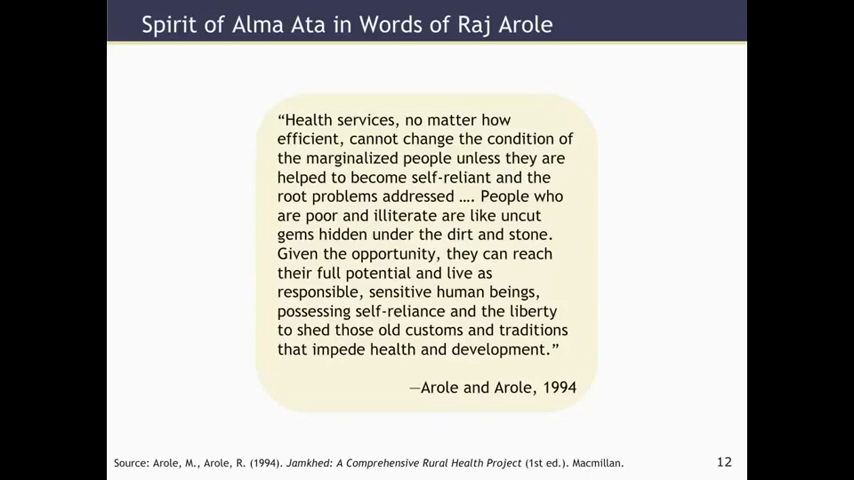 Spirit of Alma Ata in Words of Raj Arole
“Health services, no matter how
efficient, cannot change the condition of
the marginalized people unless they are
helped to become self-reliant and the
root problems addressed …. People who
are poor and illiterate are like uncut
gems hidden under the dirt and stone.
Given the opportunity, they can reach
their full potential and live as
responsible, sensitive human beings,
possessing self-reliance and the liberty
to shed those old customs and traditions
that impede health and development.”
—Arole and Arole, 1994
Source: Arole, M., Arole, R. (1994). Jamkhed: A Comprehensive Rural Health Project (1st ed.). Macmillan.
12